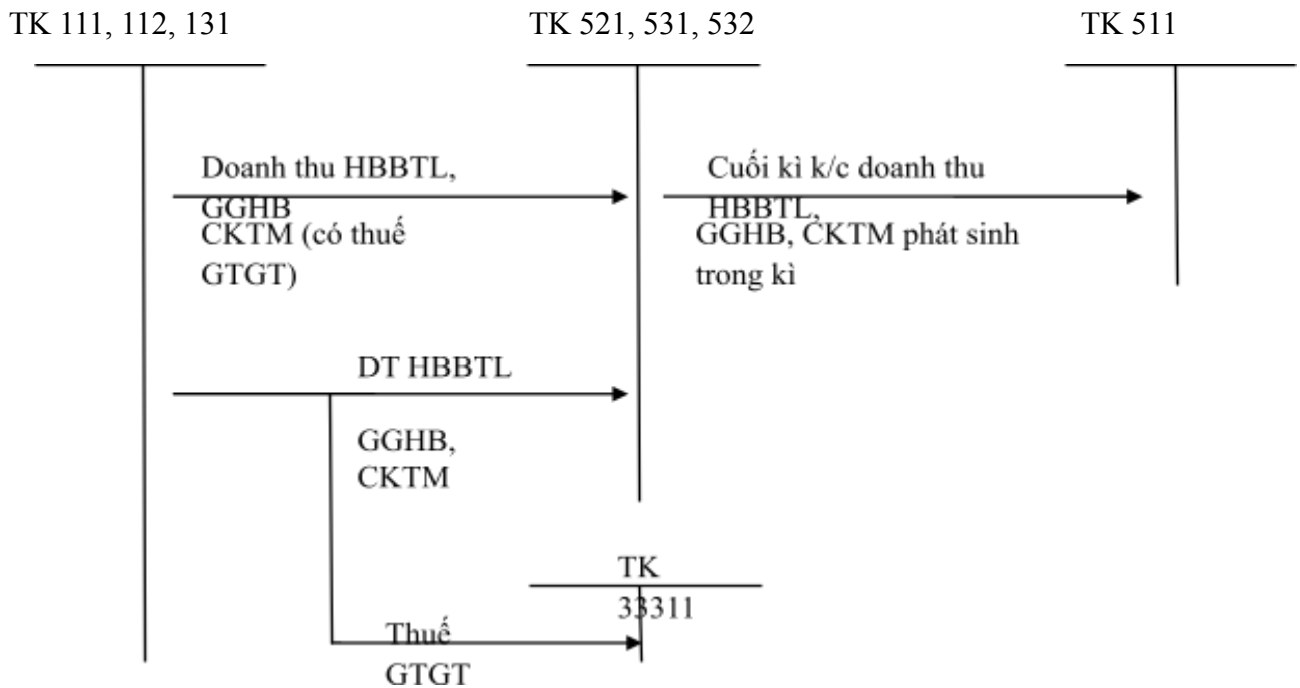 TK 111, 112, 131
TK 521, 531, 532
TK 511
Doanh thu HBBTL,
GGHB
CKTM (có thuế
GTGT)
Cuối kì k/c doanh thu
HBBTL,
GGHB, CKTM phát sinh
trong kì
DT HBBTL
GGHB,
CKTM
TK
33311
Thuế
GTGT